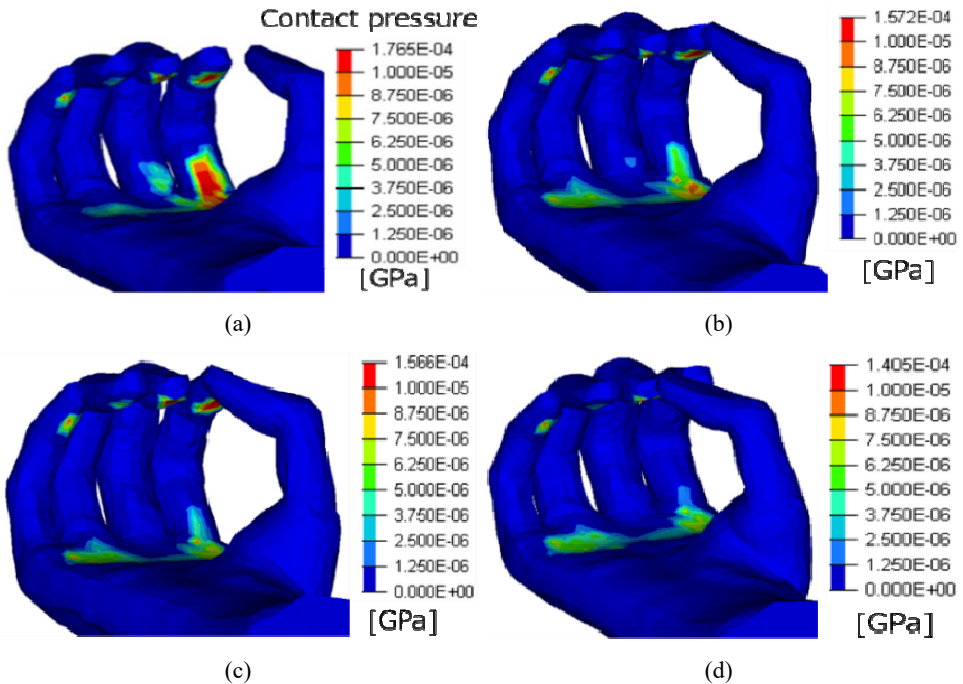 Contact pressure
1.765E-04
1.000E-05
8.750E-06
7.500E-06
6.250E-06
5.000E-06
3.750E-06
2.500E-06
1.250E-06
0.000E+00
[GPa]
(a)
1.572E-04
1.000E-05
8.750E-06
7.500E-06
6.250E-06
5.000E-06
3.750E-06
2.500E-06
1.250E-06
0.000E+00
[GPa]
(b)
1.566E-04
1.000E-05
8.750E-06
7.500E-06
6.250E-06
5.000E-06
3.750E-06
2.500E-06
1.250E-06
0.000E+00
[GPa]
(c)
1.405E-04
1.000E-05
8.750E-06
7.500E-06
6.250E-06
5.000E-06
3.750E-06
2.500E-06
1.250E-06
0.000E+00
[GPa]
(d)